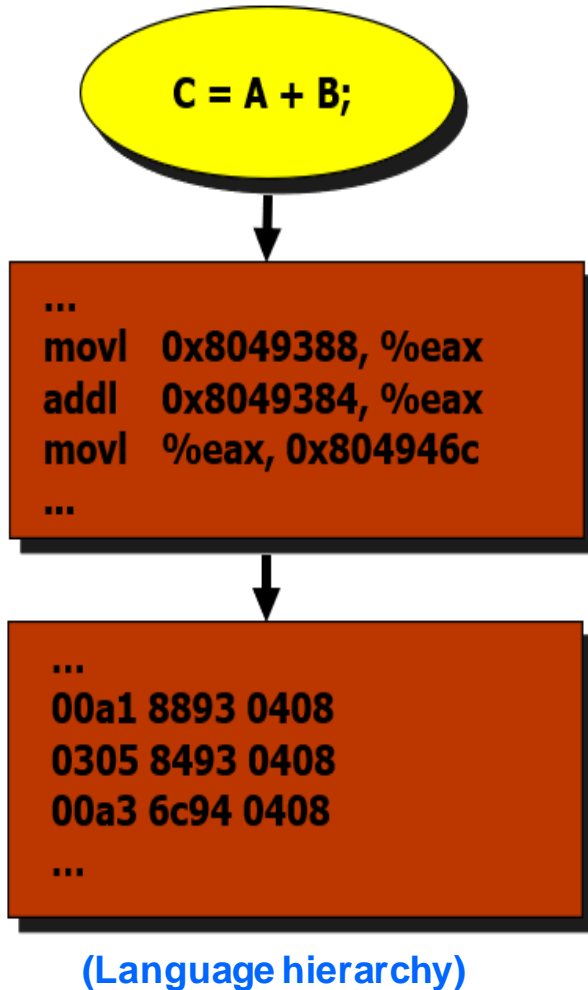 C = A + B;
...
movl 0x8049388, %eax
addl 0x8049384, %eax
movl %eax, 0x804946c
...
...
00a1 8893 0408
0305 8493 0408
00a3 6c94 0408
...
(Language hierarchy)